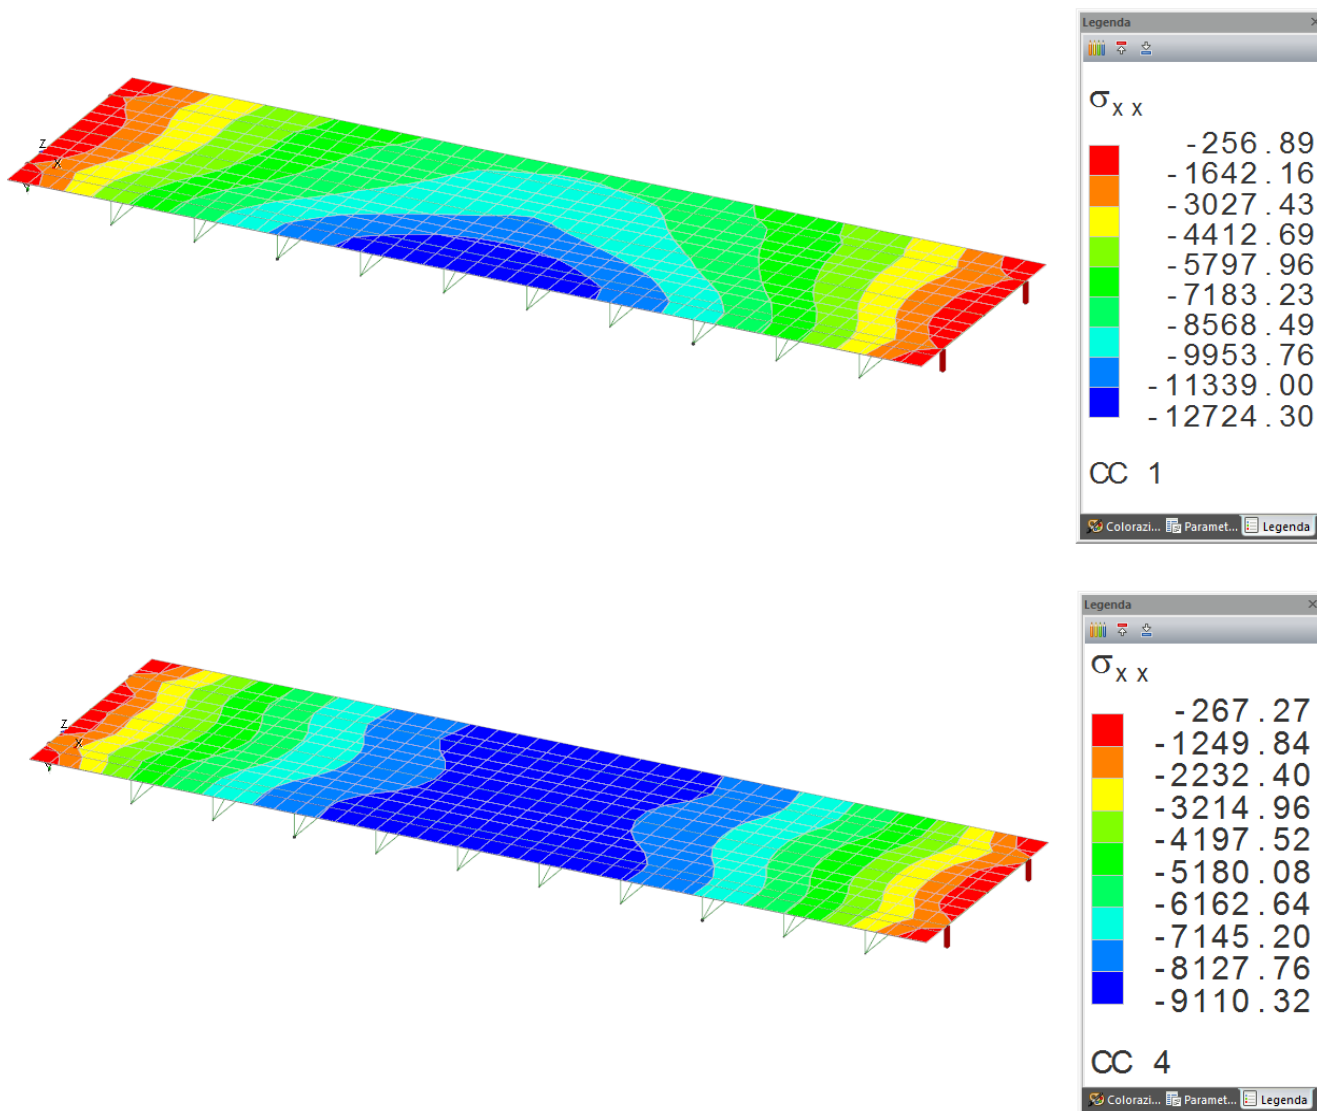 Legenda
σxx
-256.89
-1642.16
-3027.43
-4412.69
-5797.96
-7183.23
-8568.49
-9953.76
-11339.00
-12724.30
CC 1
Colorazi... Paramet... Legenda
Z
X
Legenda
σxx
-267.27
-1249.84
-2232.40
-3214.96
-4197.52
-5180.08
-6162.64
-7145.20
-8127.76
-9110.32
CC 4
Colorazi... Paramet... Legenda
Z
X